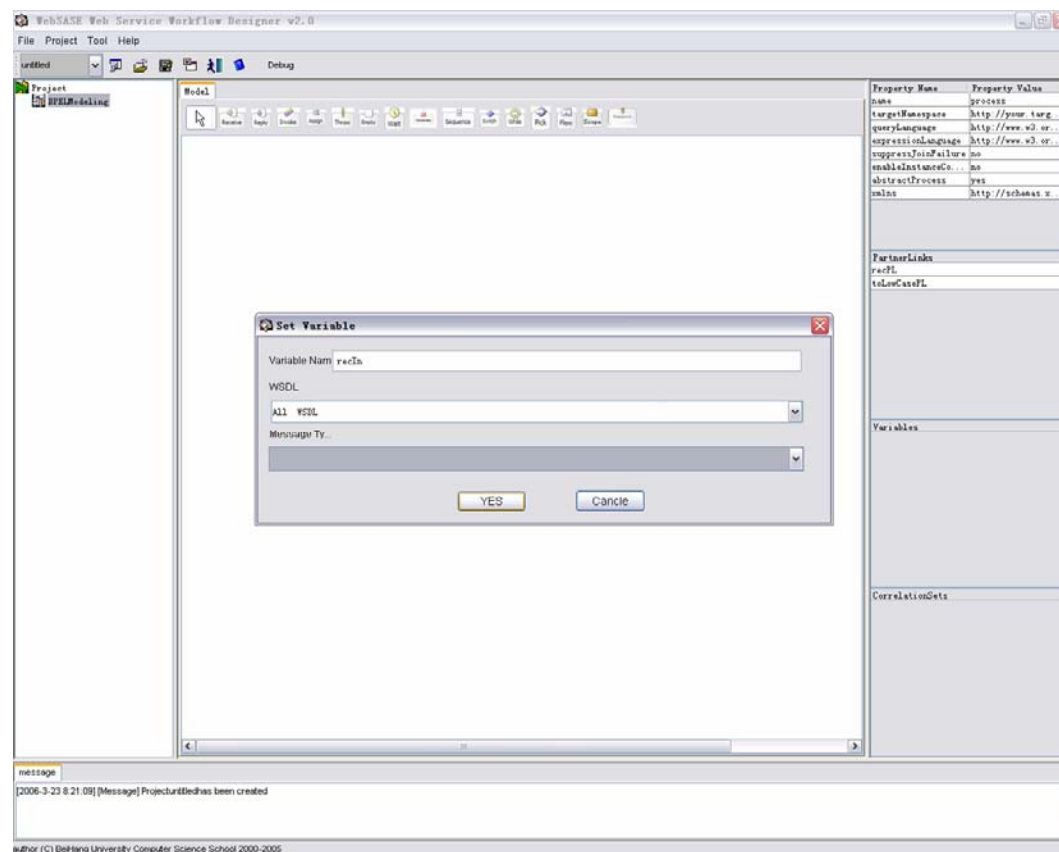 WebSASE Web Service Workflow Designer v2.0
File Project Tool Help
untitled Debug
Project
BPELModeling
Model
Receive Reply Invoke Assign Throw Empty Wait Sequence Switch While Pick Flow Scope
Property Name Property Value
name process
targetNamespace http://your.targ...
queryLanguage http://www.w3.or...
expressionLanguage http://www.w3.or...
suppressJoinFailure no
enableInstanceCo... no
abstractProcess yes
xmlns http://schemas.x...
PartnerLinks
recPL
toLowCasePL
Set Variable
Variable Nam recIn
WSDL
All WSDL
Message Ty...
YES Cancle
Variables
CorrelationSets
message
[2006-3-23 8:21:09] [Message] Projectuntitledhas been created
author (C) BeiHang University Computer Science School 2000-2005